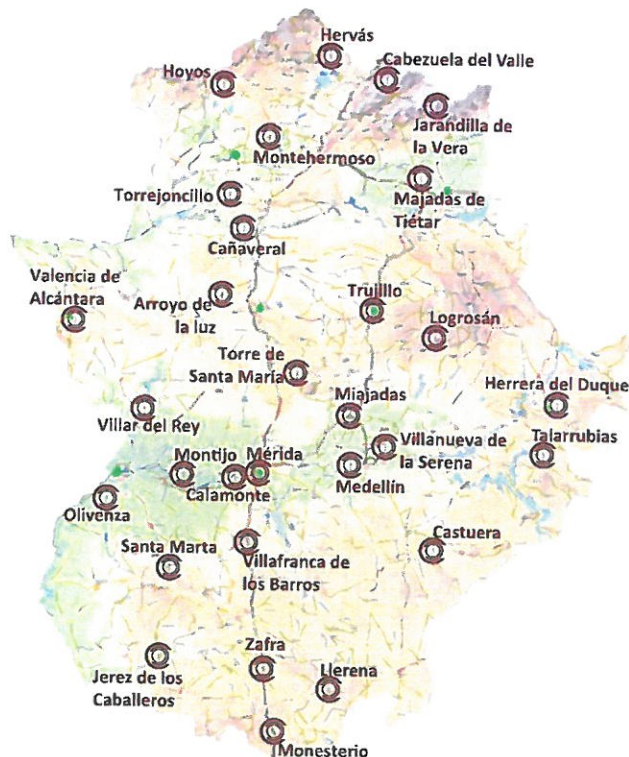 Hervás
Cabezuela del Valle
Hoyos
Jarandilla de
la Vera
Montehermoso
Majadas de
Tiétar
Torrejoncillo
Cañaveral
Valencia de
Alcántara
Arroyo de
la luz
Trujillo
Logrosán
Torre de
Santa María
Miajadas
Herrera del Duque
Villar del Rey
Villanueva de
la Serena
Talarrubias
Montijo
Mérida
Calamonte
Medellín
Olivenza
Santa Marta
Villafranca de
los Barros
Castuera
Zafra
Llerena
Jerez de los
Caballeros
Monesterio